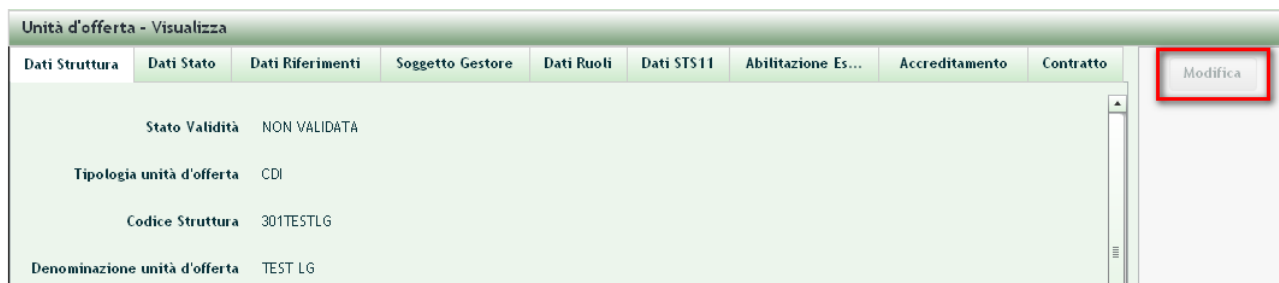 Unità d'offerta - Visualizza
Dati Struttura Dati Stato Dati Riferimenti Soggetto Gestore Dati Ruoli Dati STS11 Abilitazione Es... Accreditamento Contratto Modifica
Stato Validità NON VALIDATA
Tipologia unità d'offerta CDI
Codice Struttura 301TESTLG
Denominazione unità d'offerta TEST LG